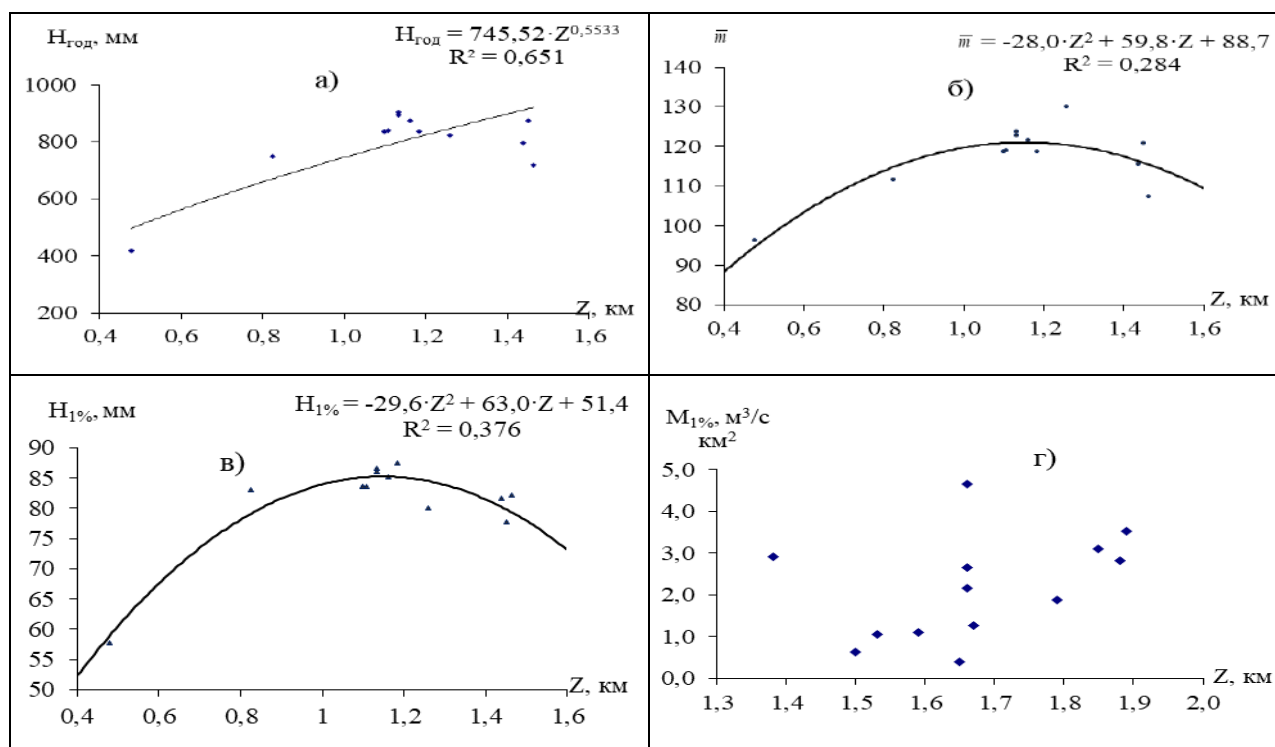 Hгод, мм
Hгод = 745,52·Z^0,5533
R² = 0,651
а)
1000
800
600
400
200
Z, км
0,4 0,6 0,8 1,0 1,2 1,4 1,6
m̅
m̅ = -28,0·Z² + 59,8·Z + 88,7
R² = 0,284
б)
140
130
120
110
100
90
80
Z, км
0,4 0,6 0,8 1,0 1,2 1,4 1,6
H1%, мм
H1% = -29,6·Z² + 63,0·Z + 51,4
R² = 0,376
в)
90
85
80
75
70
65
60
55
50
Z, км
0,4 0,6 0,8 1 1,2 1,4 1,6
M1%, м³/с
км²
г)
5,0
4,0
3,0
2,0
1,0
0,0
Z, км
1,3 1,4 1,5 1,6 1,7 1,8 1,9 2,0